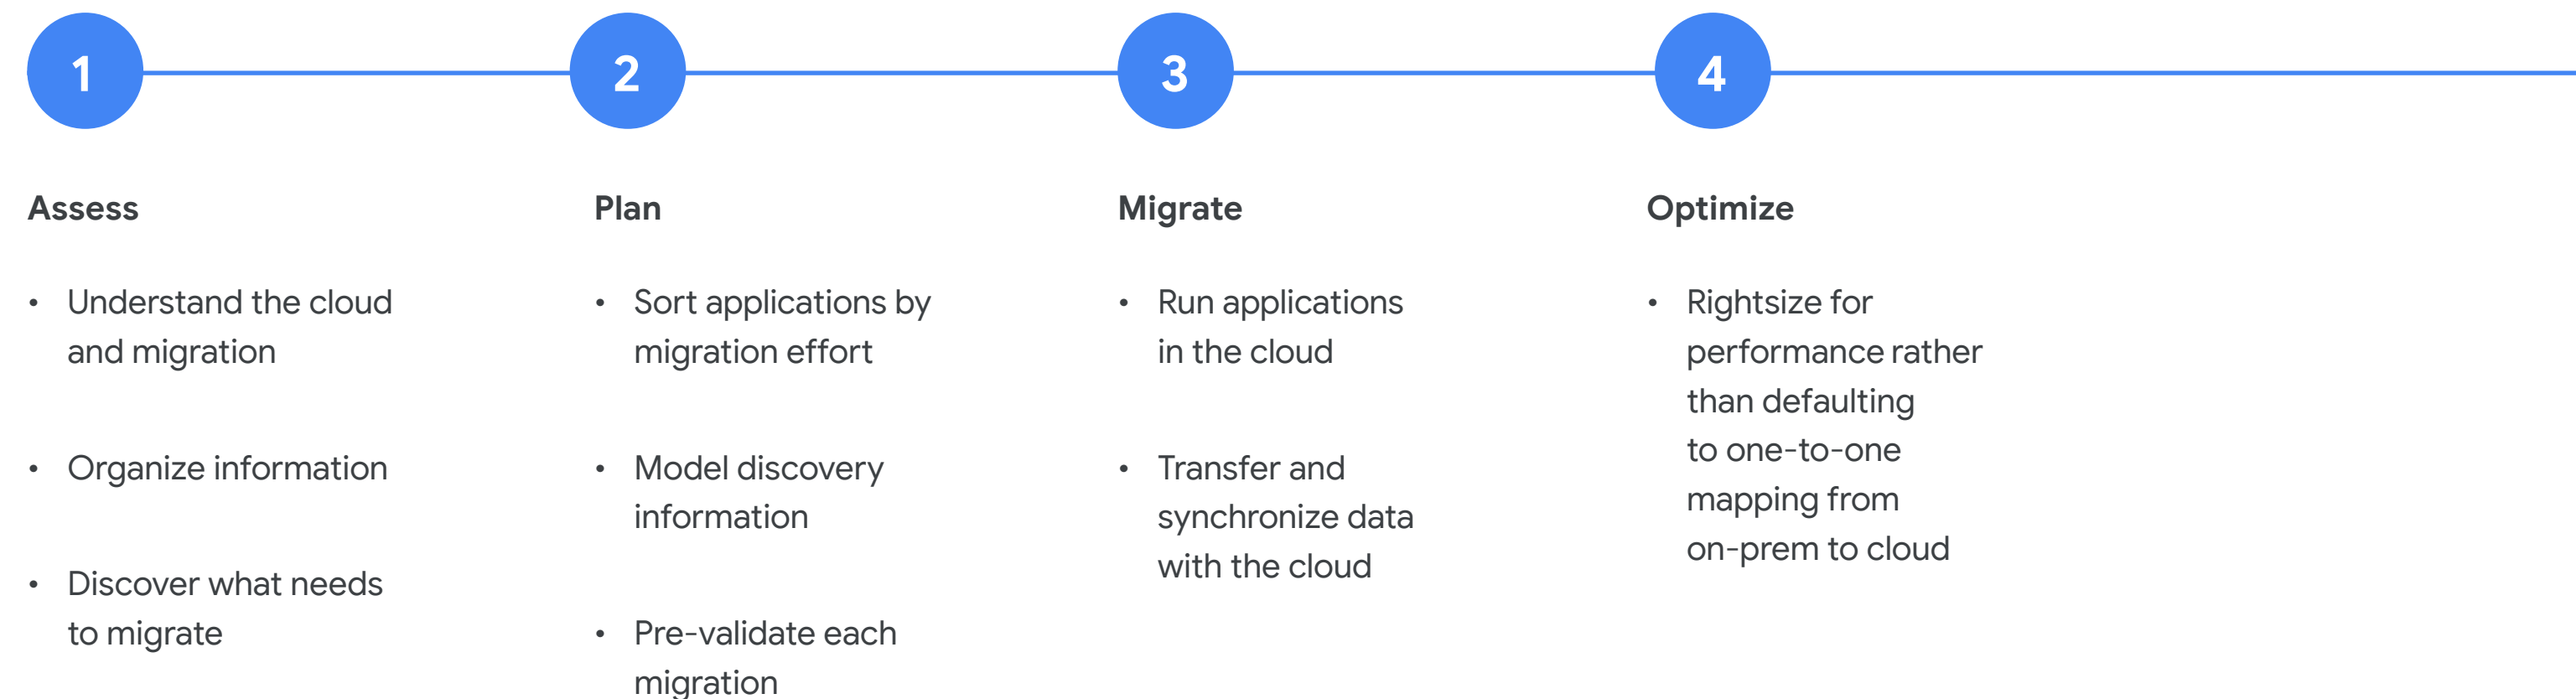 1
2
3
4
Assess
• Understand the cloud
and migration
• Organize information
• Discover what needs
to migrate
Plan
• Sort applications by
migration effort
• Model discovery
information
• Pre-validate each
migration
Migrate
• Run applications
in the cloud
• Transfer and
synchronize data
with the cloud
Optimize
• Rightsize for
performance rather
than defaulting
to one-to-one
mapping from
on-prem to cloud